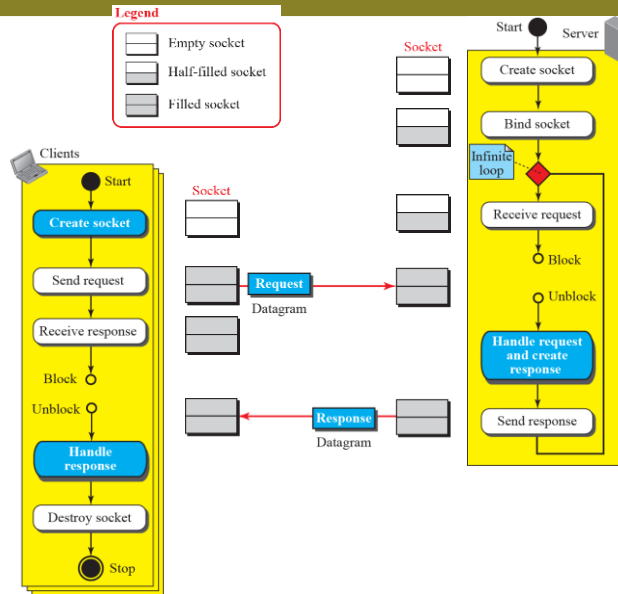 Legend
Empty socket
Half-filled socket
Filled socket
Clients
Start
Create socket
Send request
Receive response
Block
Unblock
Handle
response
Destroy socket
Stop
Socket
Request
Datagram
Response
Datagram
Socket
Start
Server
Create socket
Bind socket
Infinite
loop
Receive request
Block
Unblock
Handle request
and create
response
Send response